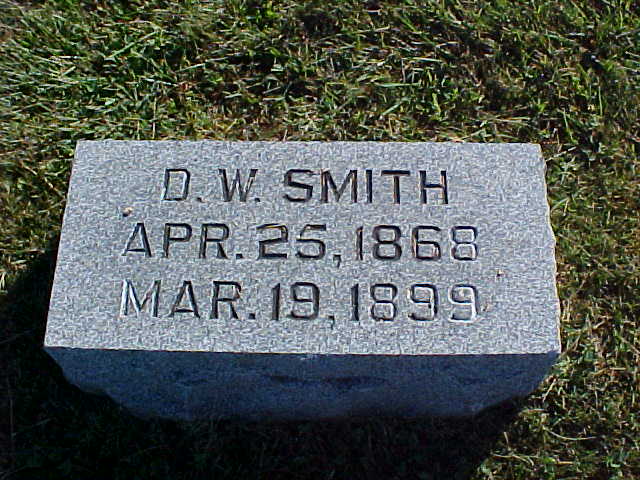 D. W. SMITH
APR. 25, 1868
MAR. 19, 1899